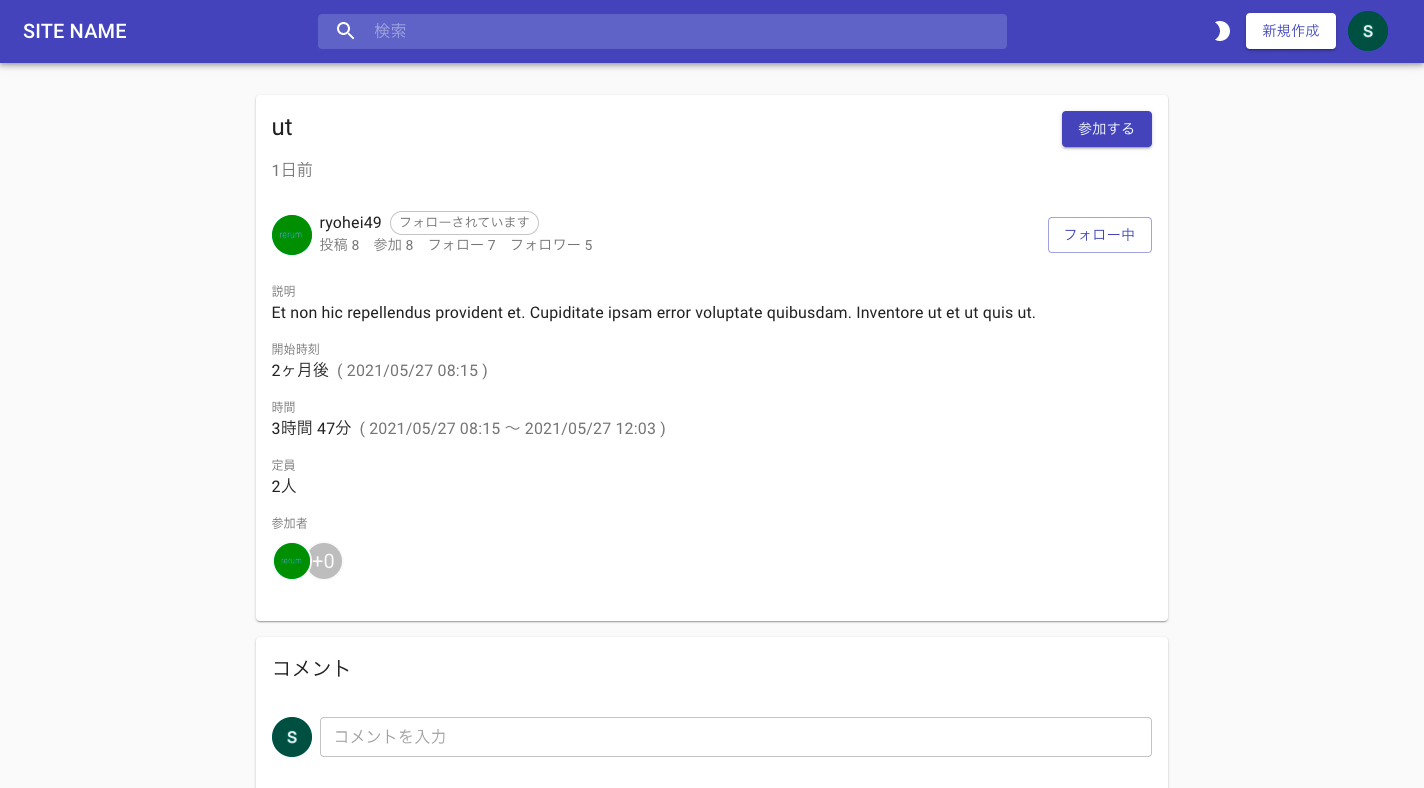 SITE NAME
検索
新規作成
S
ut
参加する
1日前
rerum
ryohei49 フォローされています
投稿 8 参加 8 フォロー 7 フォロワー 5
フォロー中
説明
Et non hic repellendus provident et. Cupiditate ipsam error voluptate quibusdam. Inventore ut et ut quis ut.
開始時刻
2ヶ月後 ( 2021/05/27 08:15 )
時間
3時間 47分 ( 2021/05/27 08:15 〜 2021/05/27 12:03 )
定員
2人
参加者
rerum
+0
コメント
S
コメントを入力